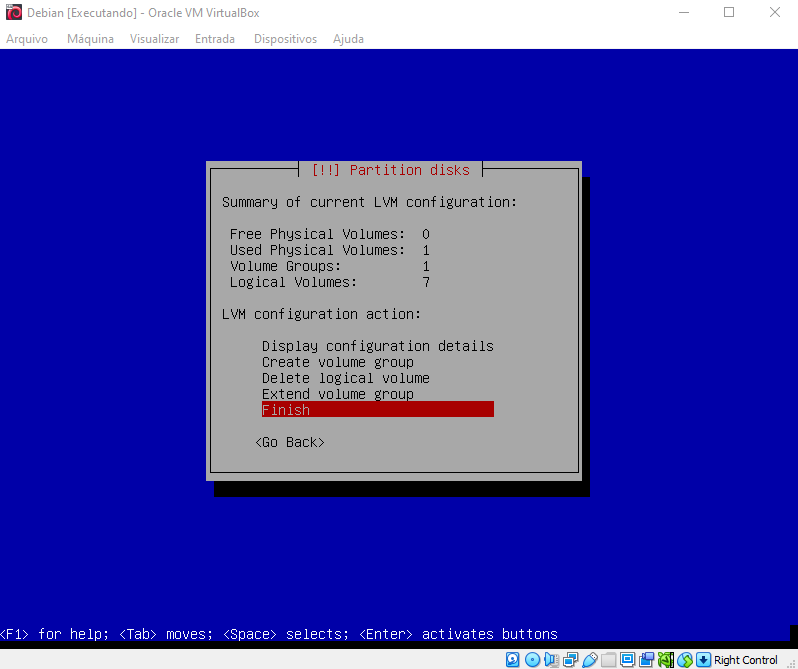 Debian [Executando] - Oracle VM VirtualBox
Arquivo Máquina Visualizar Entrada Dispositivos Ajuda
[!!] Partition disks
Summary of current LVM configuration:
Free Physical Volumes: 0
Used Physical Volumes: 1
Volume Groups: 1
Logical Volumes: 7
LVM configuration action:
Display configuration details
Create volume group
Delete logical volume
Extend volume group
Finish
<Go Back>
<F1> for help; <Tab> moves; <Space> selects; <Enter> activates buttons
Right Control